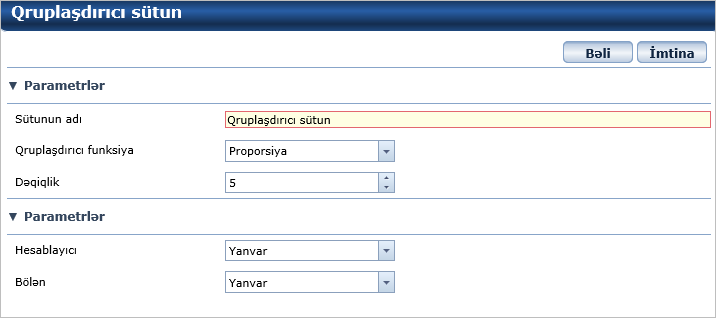 Qruplaşdırıcı sütun
Bəli İmtina
▼ Parametrlər
Sütunun adı Qruplaşdırıcı sütun
Qruplaşdırıcı funksiya Proporsiya
Dəqiqlik 5
▼ Parametrlər
Hesablayıcı Yanvar
Bölən Yanvar